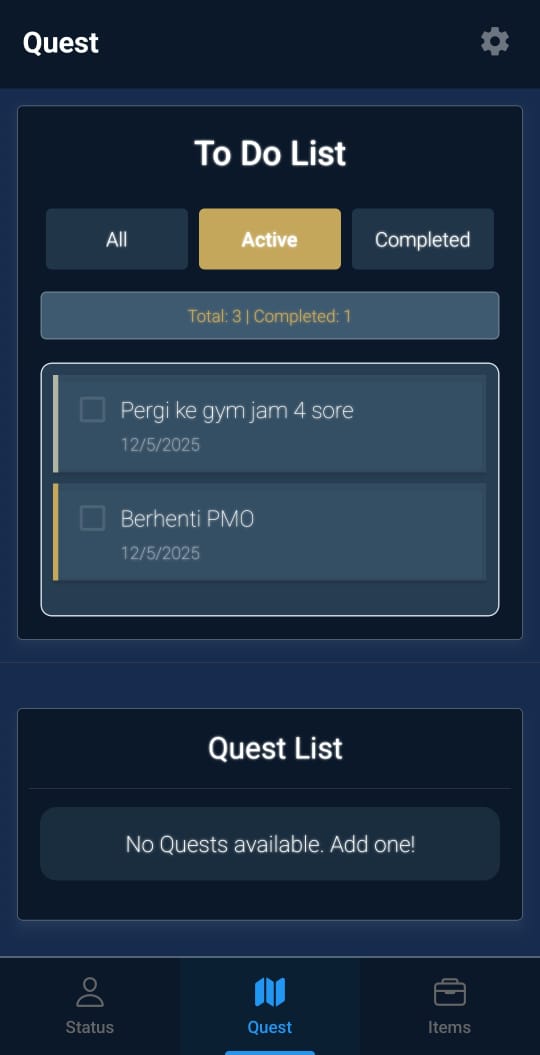 Quest
To Do List
All
Active
Completed
Total: 3 | Completed: 1
Pergi ke gym jam 4 sore
12/5/2025
Berhenti PMO
12/5/2025
Quest List
No Quests available. Add one!
Status
Quest
Items